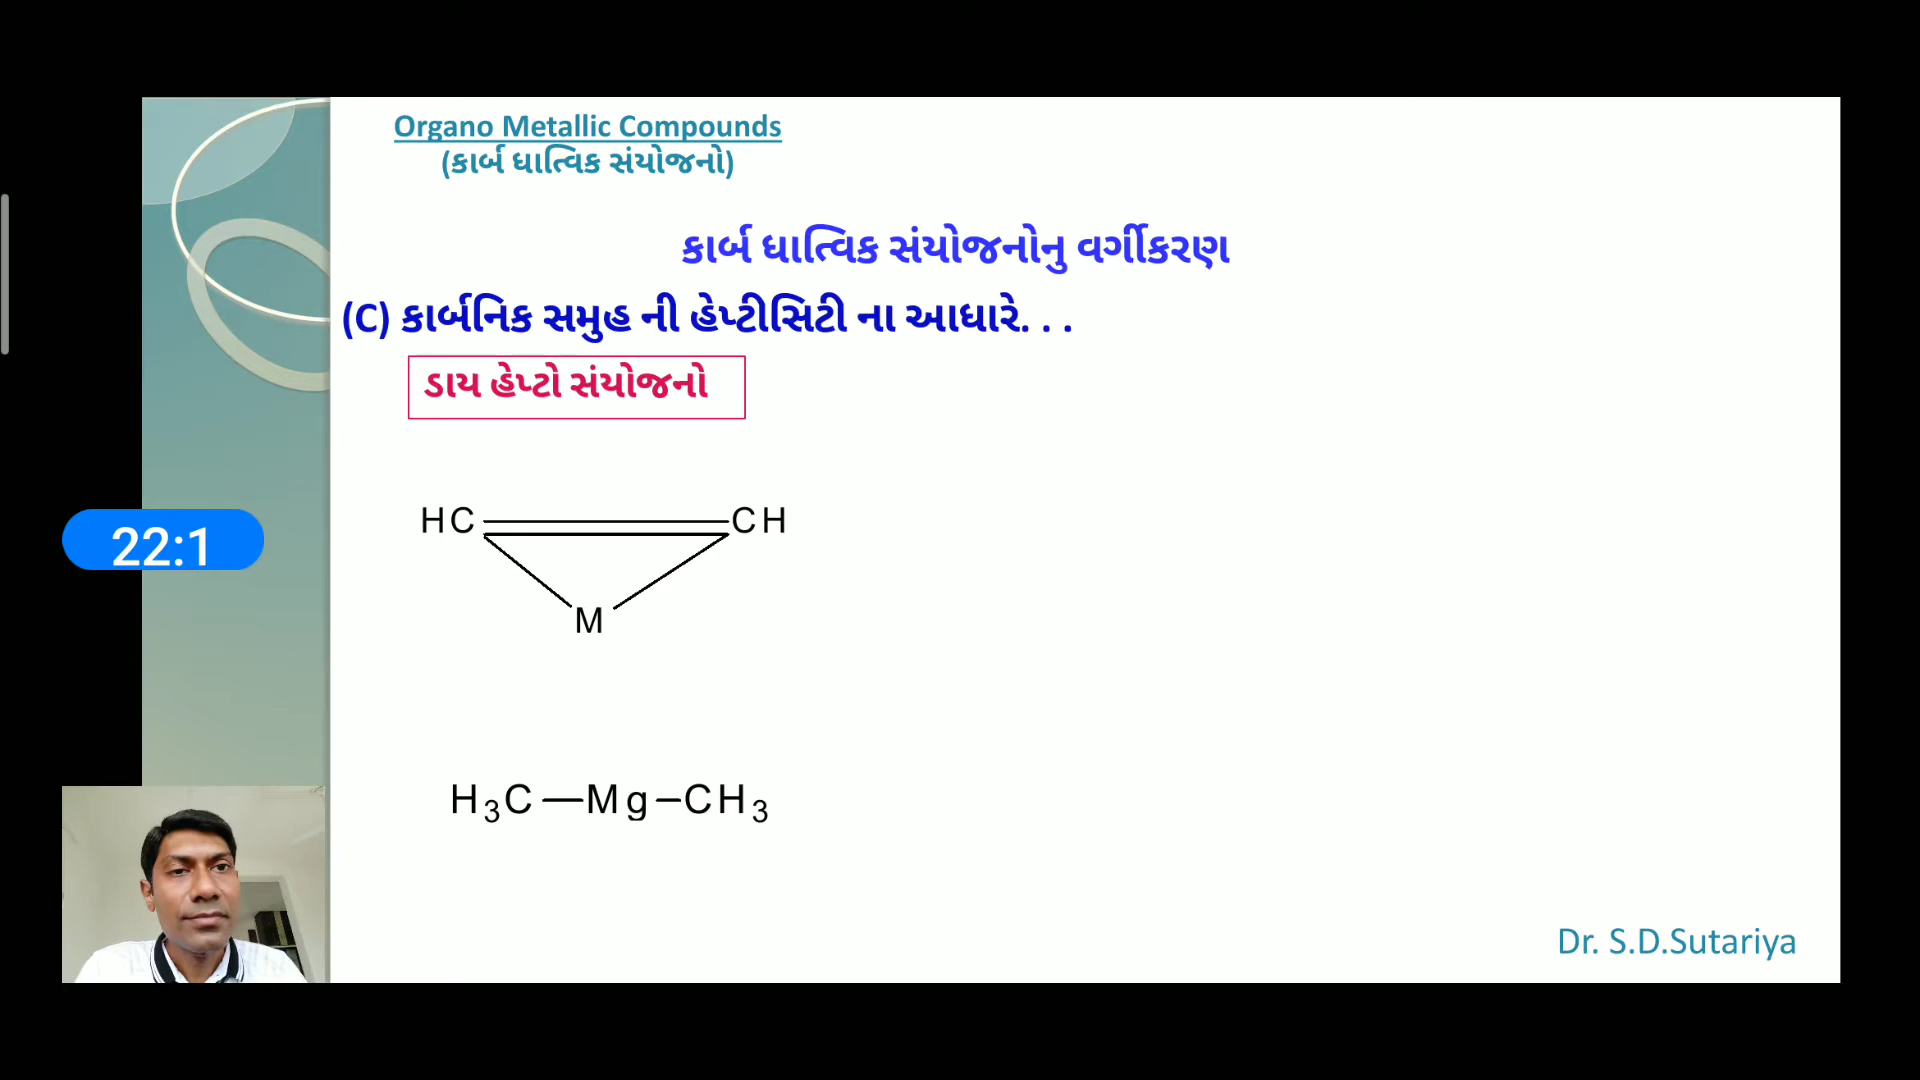 Organo Metallic Compounds
(કાર્બ ધાત્વિક સંયોજનો)
કાર્બ ધાત્વિક સંયોજનોનુ વર્ગીકરણ
(C) કાર્બનિક સમુહ ની હેપ્ટીસિટી ના આધારે. . .
ડાય હેપ્ટો સંયોજનો
HC CH
M
22:1
H3C—Mg—CH3
Dr. S.D.Sutariya